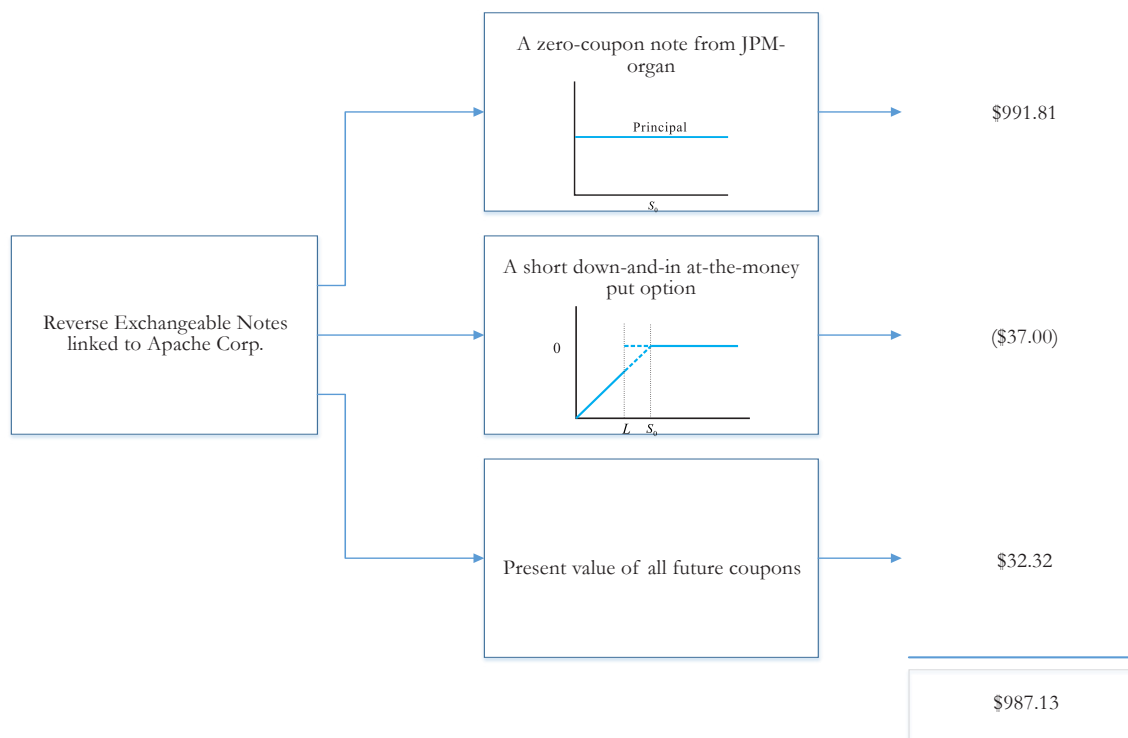 A zero-coupon note from JPM-
organ
Principal
S₀
$991.81
Reverse Exchangeable Notes
linked to Apache Corp.
A short down-and-in at-the-money
put option
0
L S₀
($37.00)
Present value of all future coupons
$32.32
$987.13